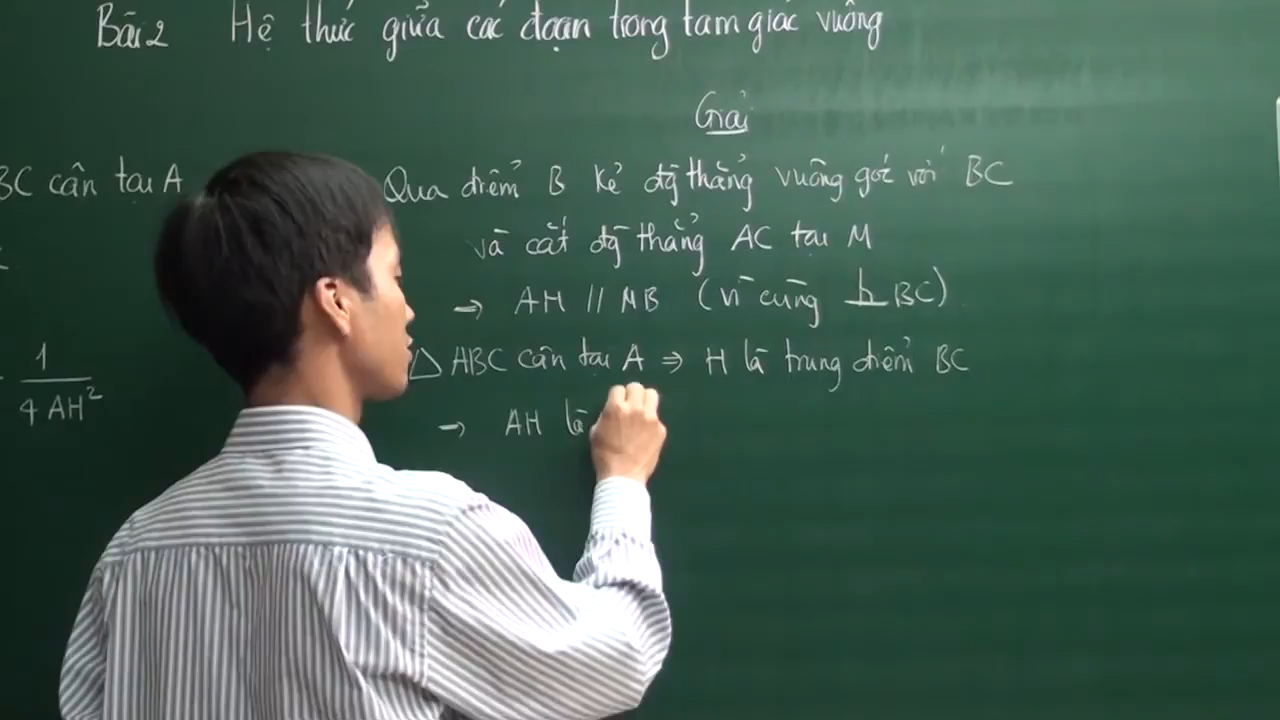 Bài 2 Hệ thức giữa các đoạn trong tam giác vuông
Giải
BC cân tại A
1
4 AH²
Qua điểm B kẻ đg thẳng vuông góc với BC
và cắt đg thẳng AC tại M
→ AH // MB (vì cùng ⊥ BC)
△ ABC cân tại A ⇒ H là trung điểm BC
→ AH là